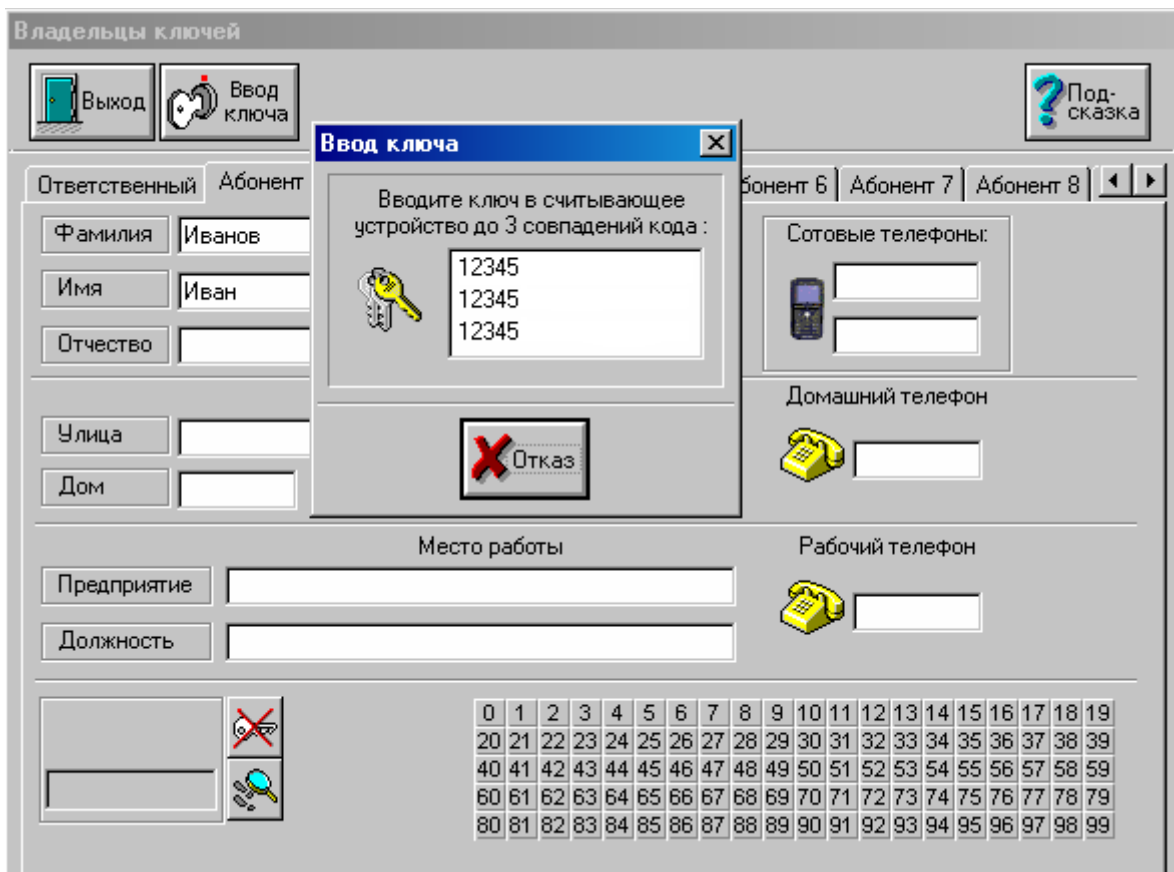 Владельцы ключей
Выход
Ввод
ключа
Под-
сказка
Ввод ключа
Вводите ключ в считывающее
устройство до 3 совпадений кода :
12345
12345
12345
Отказ
Ответственный Абонент бонент 6 Абонент 7 Абонент 8
Фамилия Иванов
Имя Иван
Отчество
Сотовые телефоны:
Улица
Дом
Домашний телефон
Место работы
Рабочий телефон
Предприятие
Должность
0 1 2 3 4 5 6 7 8 9 10 11 12 13 14 15 16 17 18 19
20 21 22 23 24 25 26 27 28 29 30 31 32 33 34 35 36 37 38 39
40 41 42 43 44 45 46 47 48 49 50 51 52 53 54 55 56 57 58 59
60 61 62 63 64 65 66 67 68 69 70 71 72 73 74 75 76 77 78 79
80 81 82 83 84 85 86 87 88 89 90 91 92 93 94 95 96 97 98 99